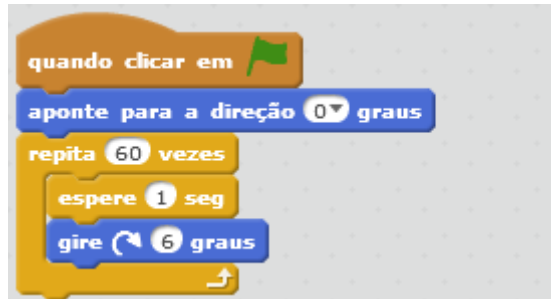 quando clicar em
aponte para a direção 0 graus
repita 60 vezes
espere 1 seg
gire 6 graus